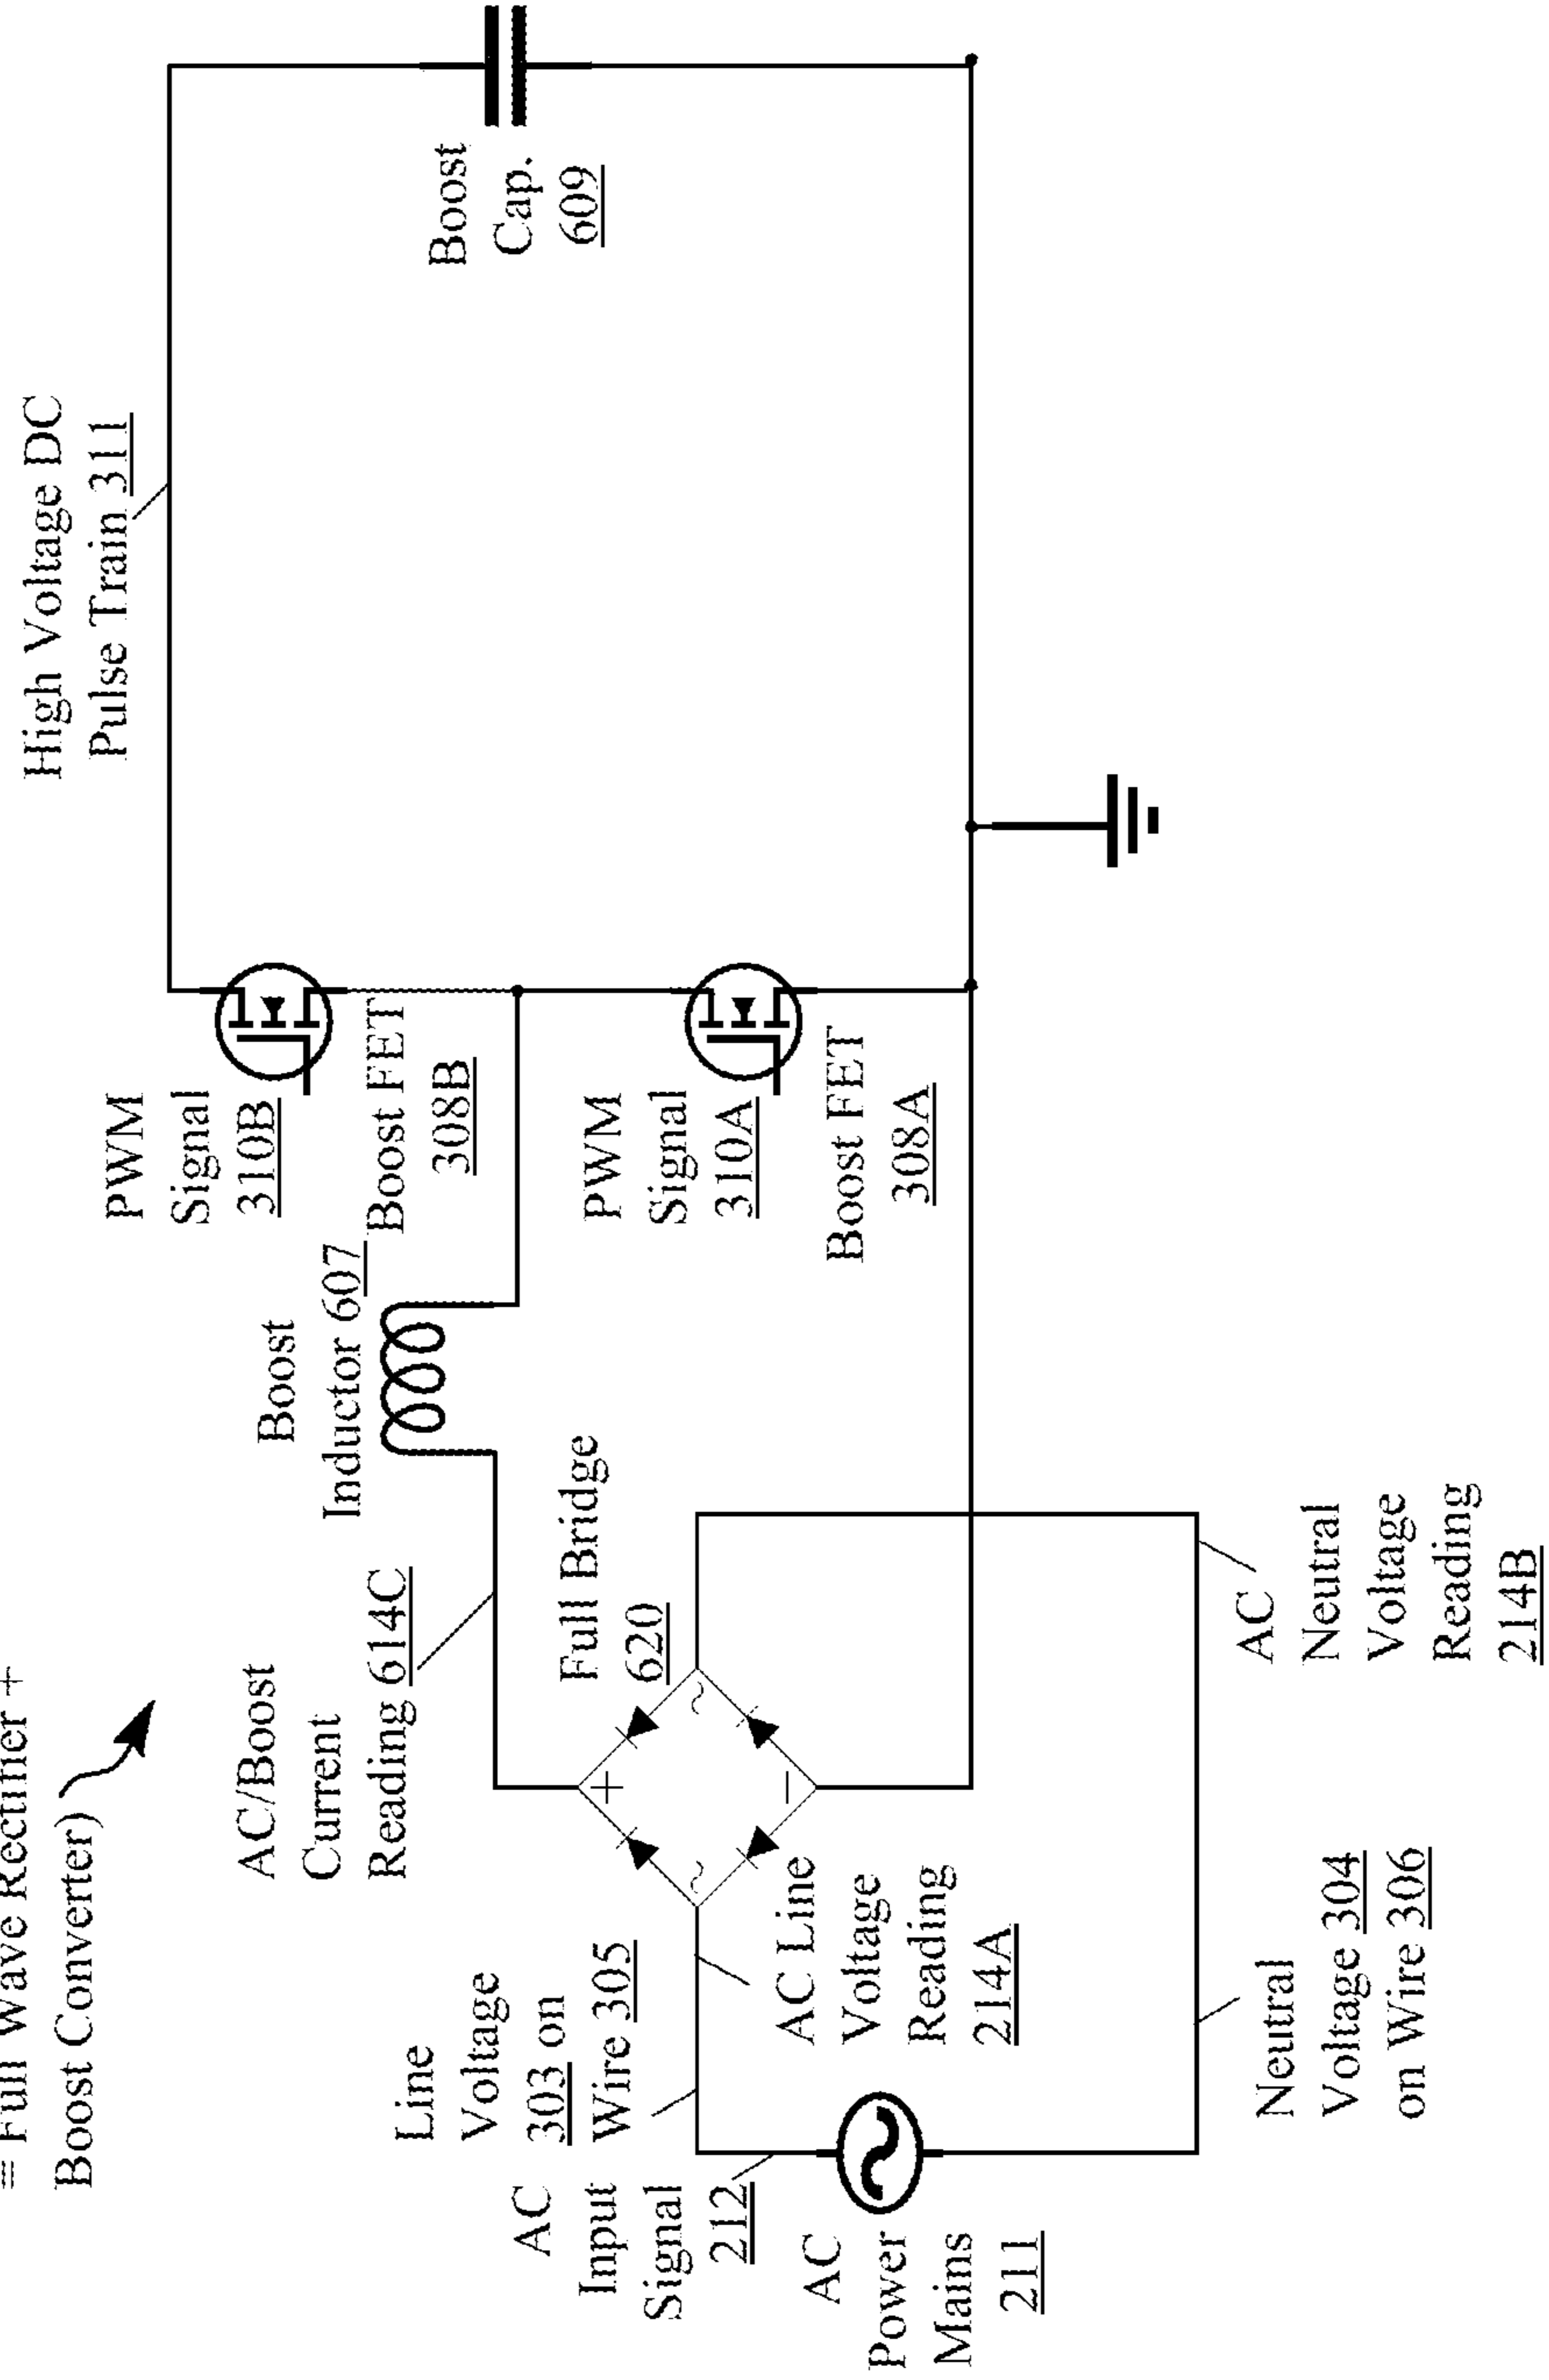 = Full Wave Rectifier +
Boost Converter)
High Voltage DC
Pulse Train 311
PWM
Signal
310B
Boost
Inductor 607
Boost FET
308B
Boost
Cap.
609
AC/Boost
Current
Reading 614C
Full Bridge
620
PWM
Signal
310A
Boost FET
308A
Line
Voltage
303 on
Wire 305
AC
Input
Signal
212
+
−
~
~
AC Line
Voltage
Reading
214A
AC
Power
Mains
211
Neutral
Voltage 304
on Wire 306
AC
Neutral
Voltage
Reading
214B